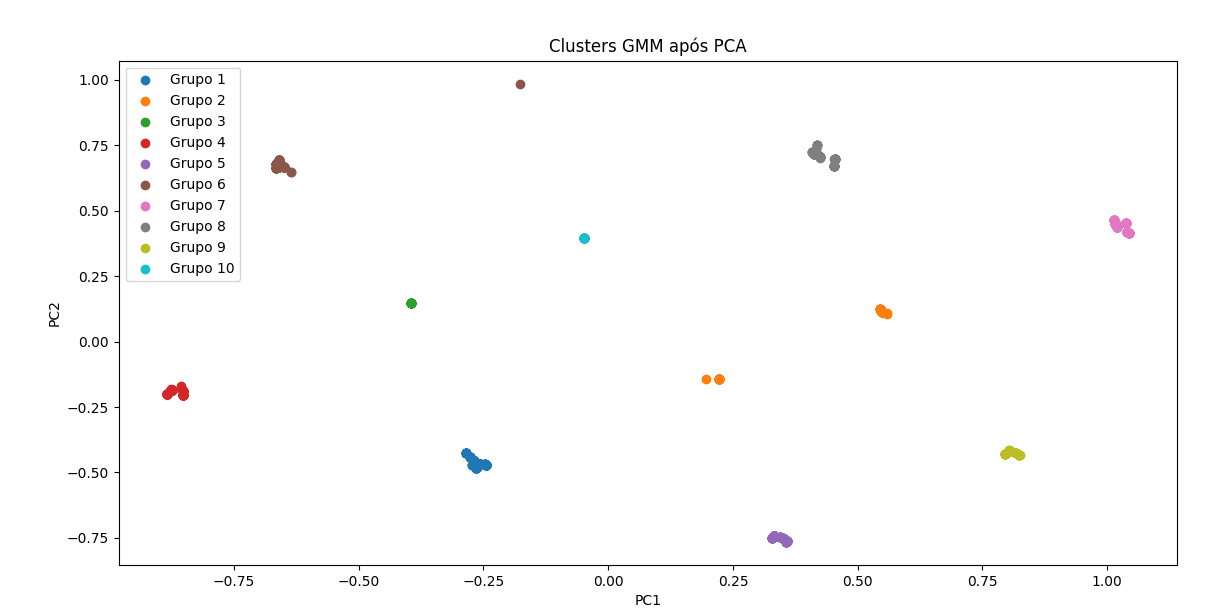 Clusters GMM após PCA
Grupo 1
Grupo 2
Grupo 3
Grupo 4
Grupo 5
Grupo 6
Grupo 7
Grupo 8
Grupo 9
Grupo 10
1.00
0.75
0.50
0.25
0.00
−0.25
−0.50
−0.75
PC2
−0.75 −0.50 −0.25 0.00 0.25 0.50 0.75 1.00
PC1